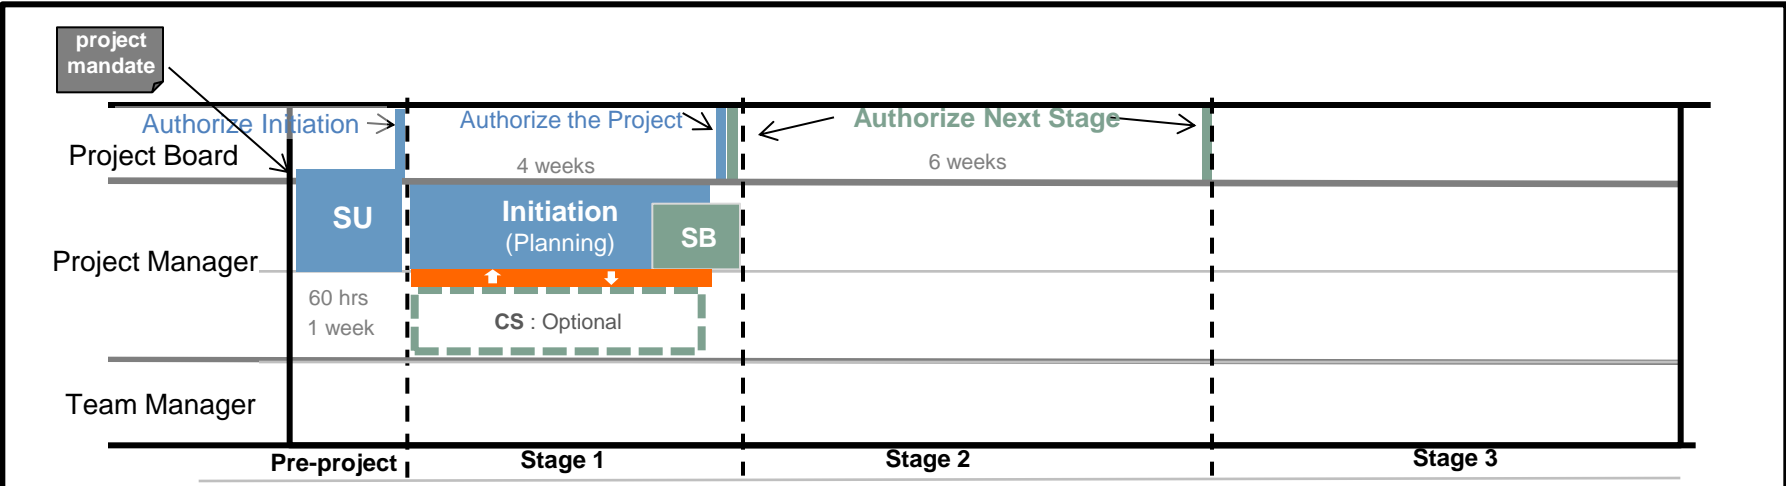 project
mandate
Authorize Initiation
Authorize the Project
Authorize Next Stage
Project Board
4 weeks
6 weeks
SU
Initiation
(Planning)
SB
Project Manager
60 hrs
1 week
CS : Optional
Team Manager
Pre-project
Stage 1
Stage 2
Stage 3